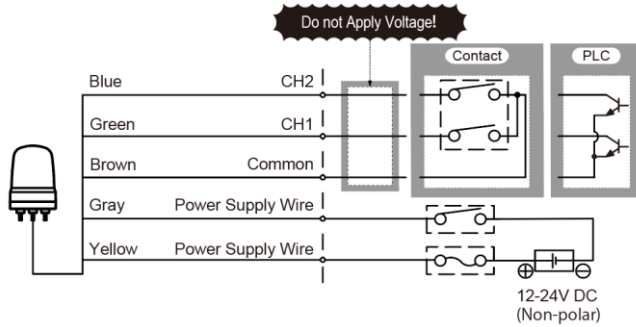 Do not Apply Voltage!
Contact
PLC
Blue CH2
Green CH1
Brown Common
Gray Power Supply Wire
Yellow Power Supply Wire
12-24V DC
(Non-polar)